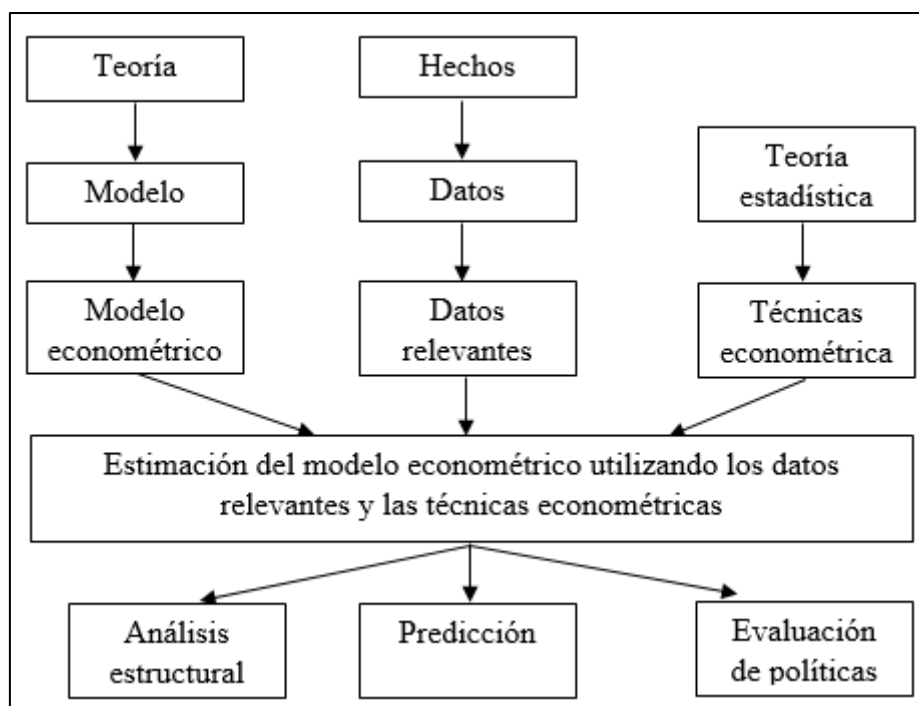 Teoría
Hechos
Modelo
Datos
Teoría
estadística
Modelo
econométrico
Datos
relevantes
Técnicas
econométrica
Estimación del modelo econométrico utilizando los datos
relevantes y las técnicas econométricas
Análisis
estructural
Predicción
Evaluación
de políticas